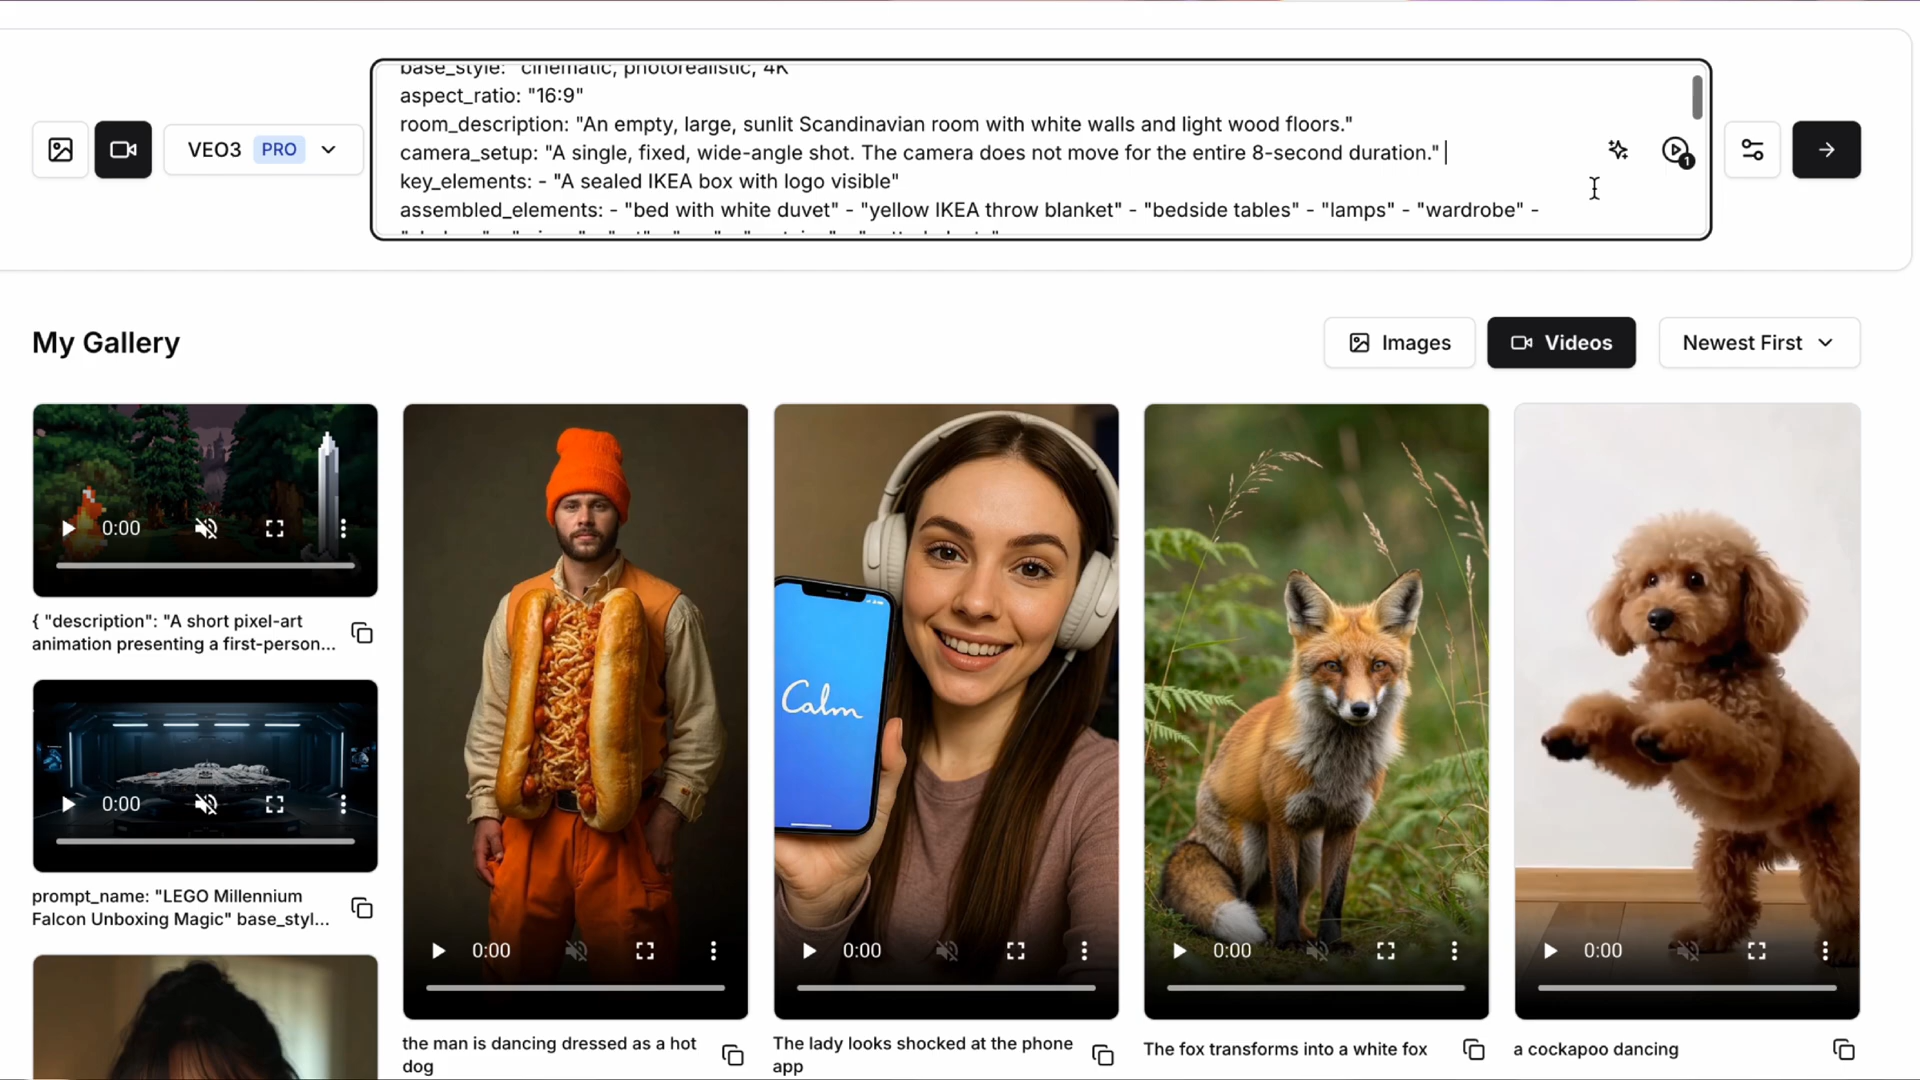 base_style: "cinematic, photorealistic, 4K"
aspect_ratio: "16:9"
room_description: "An empty, large, sunlit Scandinavian room with white walls and light wood floors."
VEO3 PRO
camera_setup: "A single, fixed, wide-angle shot. The camera does not move for the entire 8-second duration."
1
key_elements: - "A sealed IKEA box with logo visible"
assembled_elements: - "bed with white duvet" - "yellow IKEA throw blanket" - "bedside tables" - "lamps" - "wardrobe" -
My Gallery
Images
Videos
Newest First
0:00
{ "description": "A short pixel-art
animation presenting a first-person...
0:00
prompt_name: "LEGO Millennium
Falcon Unboxing Magic" base_styl...
0:00
the man is dancing dressed as a hot
dog
Calm
0:00
The lady looks shocked at the phone
app
0:00
The fox transforms into a white fox
0:00
a cockapoo dancing